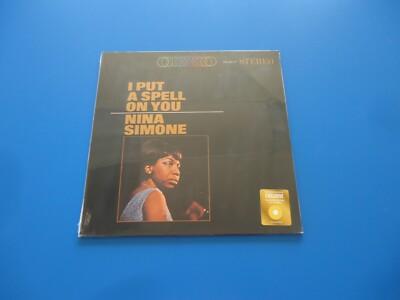 STEREO
I PUT
A SPELL
ON YOU
NINA
SIMONE